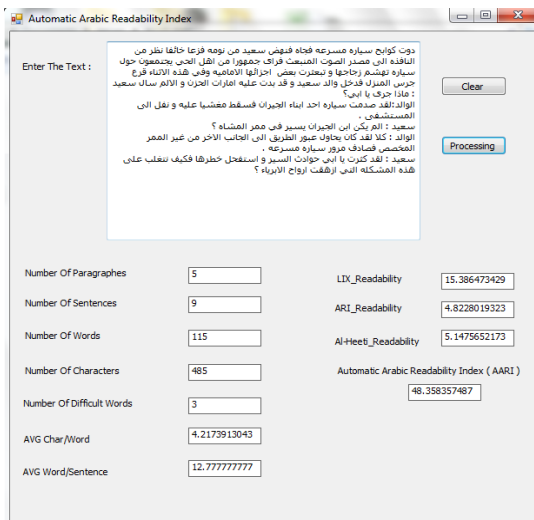 Automatic Arabic Readability Index
Enter The Text :
دوت كوابح سياره مسرعه فجاه فنهض سعيد من نومه فزعا خائفا نظر من
النافذه الى مصدر الصوت المنبعث فراى جمهورا من اهل الحي يجتمعون حول
سياره تهشم زجاجها و تبعثرت بعض اجزائها الاماميه وفي هذه الاثناء قرع
جرس المنزل فدخل والد سعيد و قد بدت عليه امارات الحزن و الالم سال سعيد
: ماذا جرى يا ابي؟
الوالد:لقد صدمت سياره احد ابناء الجيران فسقط مغشيا عليه و نقل الى
المستشفى .
سعيد : الم يكن ابن الجيران يسير في ممر المشاه ؟
الوالد : كلا لقد كان يحاول عبور الطريق الى الجانب الاخر من غير الممر
المخصص فصادف مرور سياره مسرعه .
سعيد : لقد كثرت يا ابي حوادث السير و استفحل خطرها فكيف نتغلب على
هذه المشكله التي ازهقت ارواح الابرياء ؟
Clear
Processing
Number Of Paragraphes 5
Number Of Sentences 9
Number Of Words 115
Number Of Characters 485
Number Of Difficult Words 3
AVG Char/Word 4.2173913043
AVG Word/Sentence 12.777777777
LIX_Readability 15.386473429
ARI_Readability 4.8228019323
Al-Heeti_Readability 5.1475652173
Automatic Arabic Readability Index ( AARI )
48.358357487